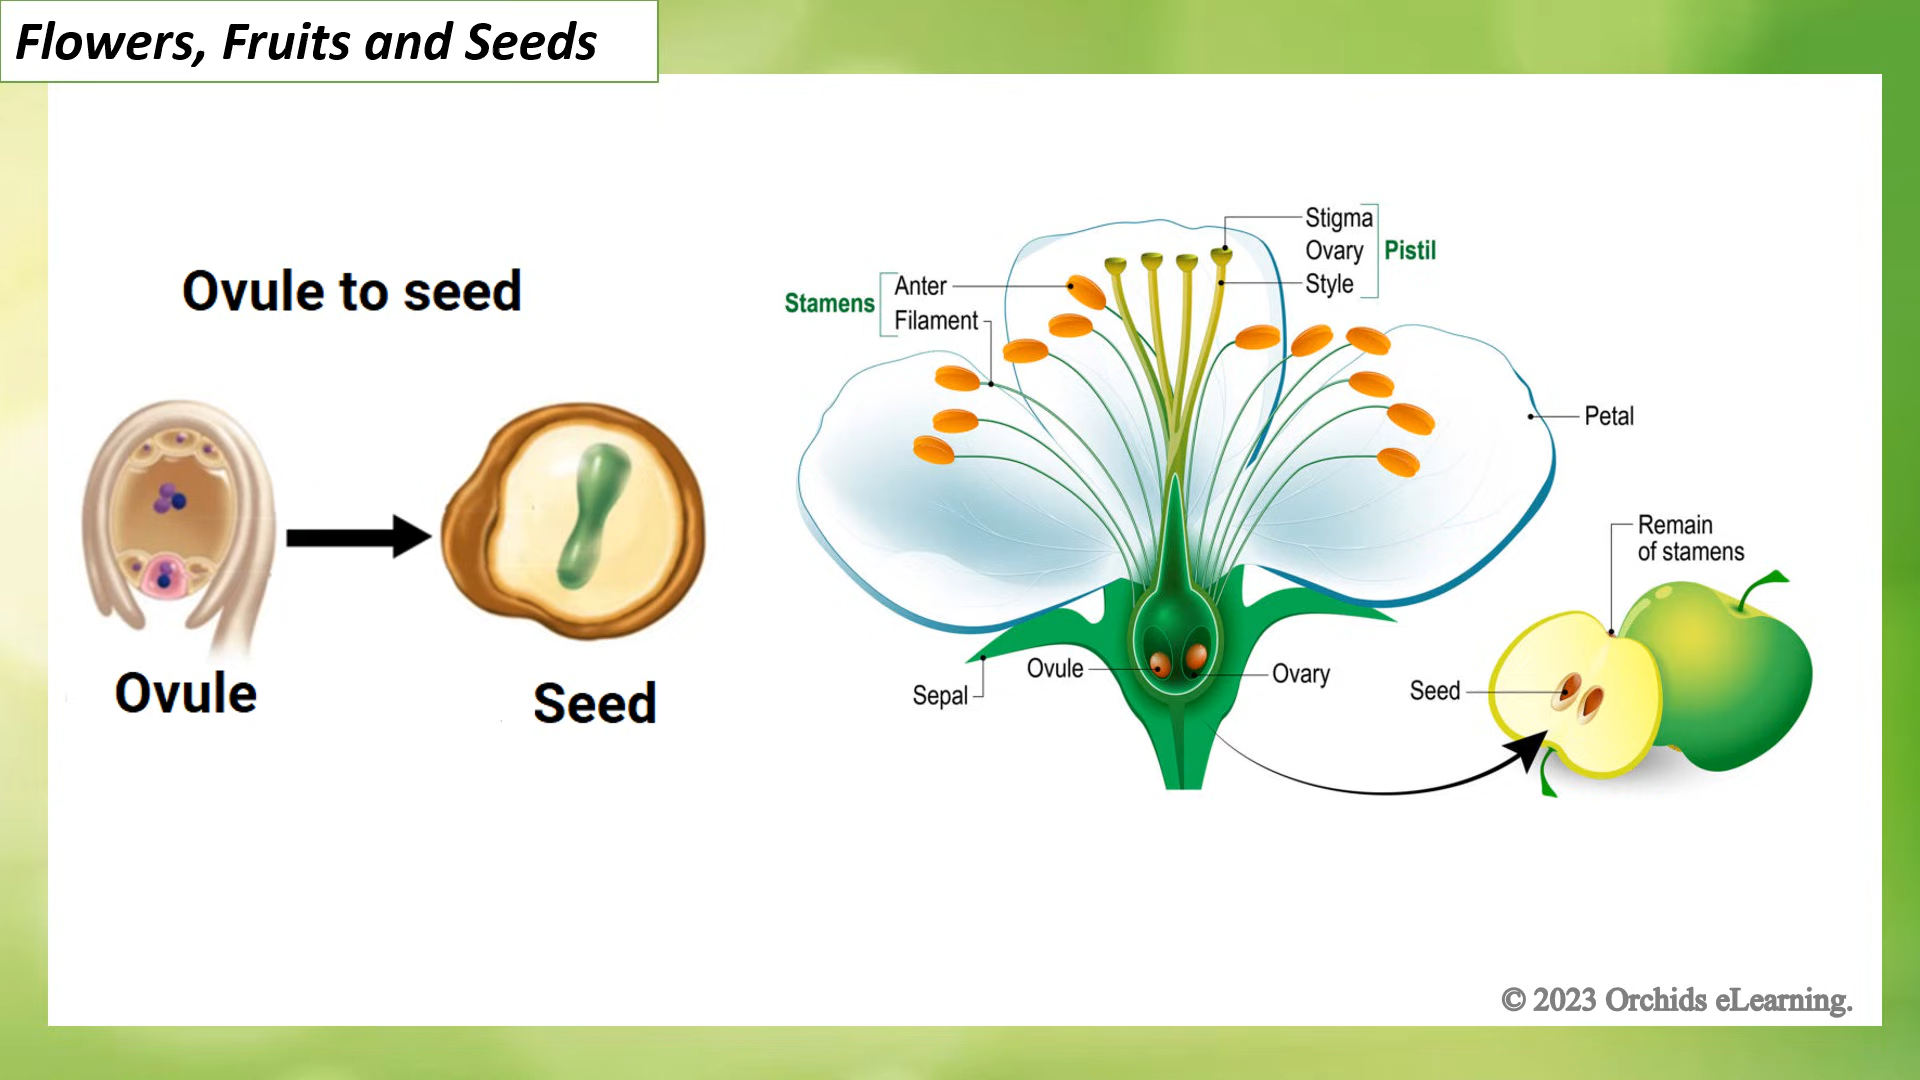 Flowers, Fruits and Seeds
Ovule to seed
Ovule
Seed
Stamens
Anter
Filament
Stigma
Ovary
Style
Pistil
Petal
Sepal
Ovule
Ovary
Remain
of stamens
Seed
© 2023 Orchids eLearning.